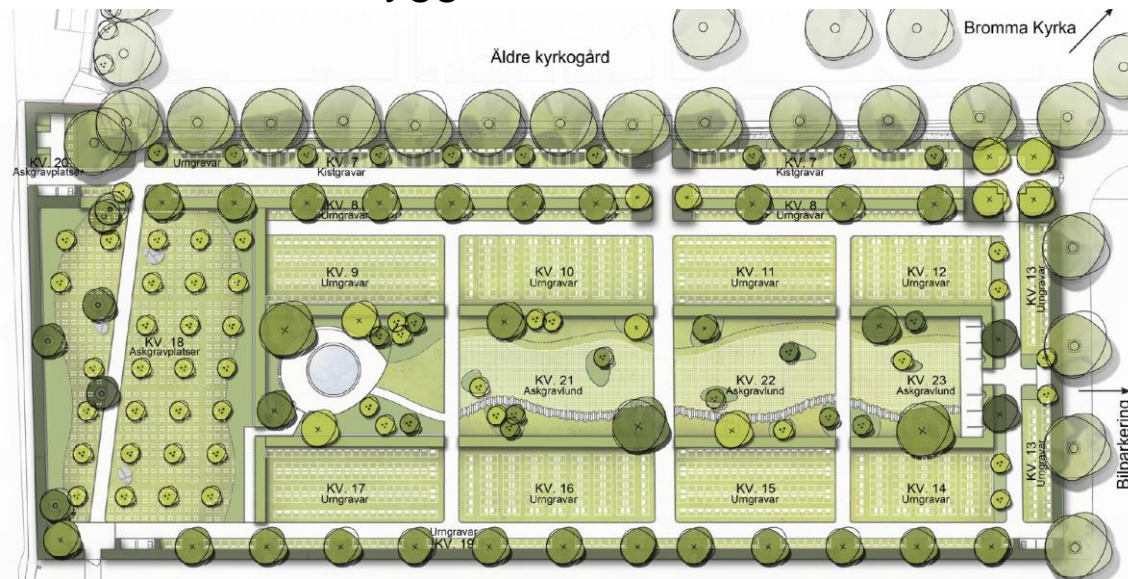 ygg
Bromma Kyrka
Äldre kyrkogård
KV. 20
Askgravplatser
Urngravar
KV. 7
Kistgravar
KV. 7
Kistgravar
KV. 8
Urngravar
KV. 8
Urngravar
KV. 9
Urngravar
KV. 10
Urngravar
KV. 11
Urngravar
KV. 12
Urngravar
KV. 13
Urngravar
KV. 18
Askgravplatser
KV. 21
Askgravlund
KV. 22
Askgravlund
KV. 23
Askgravlund
Bilparkering
KV. 17
Urngravar
KV. 16
Urngravar
KV. 15
Urngravar
KV. 14
Urngravar
KV. 13
Urngravar
Urngravar
KV. 19